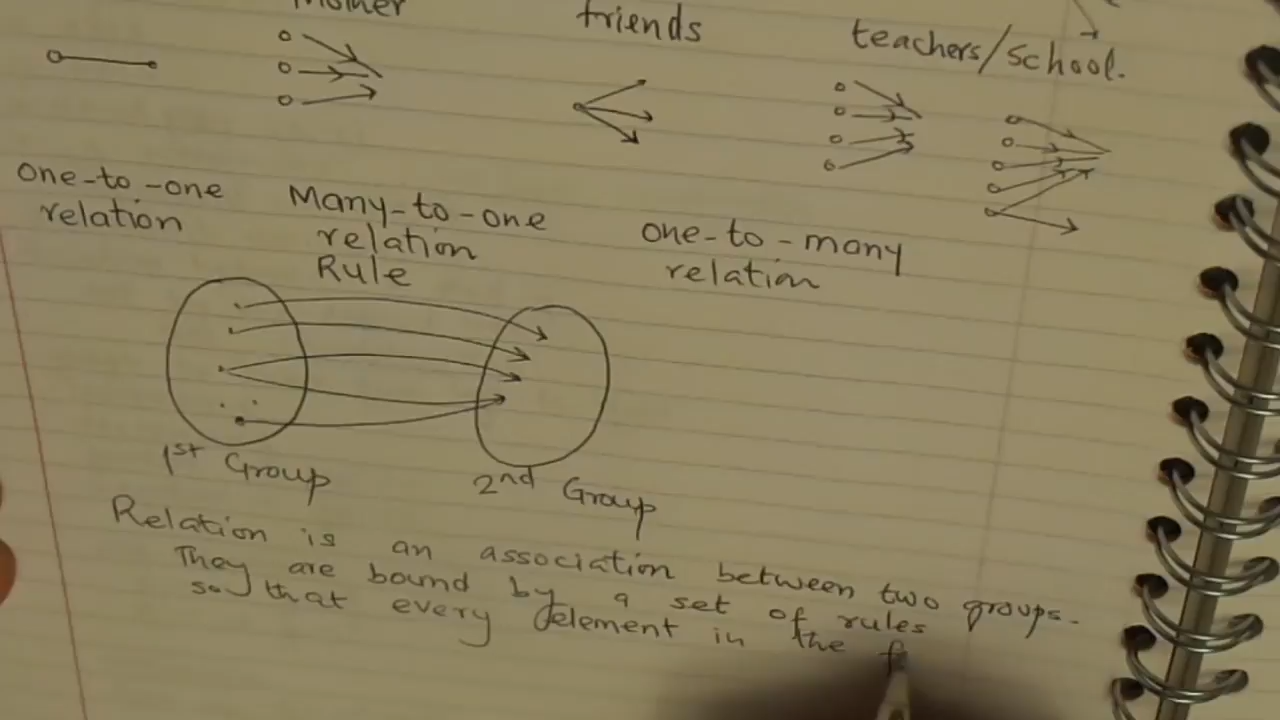 mother
friends
teachers/school.
one-to-one
relation
Many-to-one
relation
Rule
one-to-many
relation
1st Group
2nd Group
Relation is an association between two groups.
They are bound by a set of rules
so that every element in the f